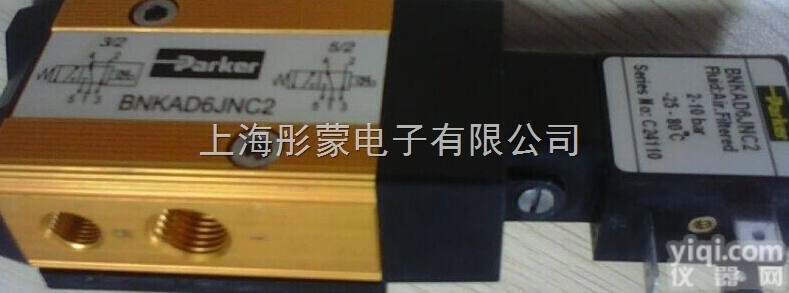 3/2
5/2
Parker
BNKAD6JNC2
Parker
BNKAD6JNC2
Fluid:Air,Filtered
2-10 bar
-25 - 80°C
Series No: C24110
上海彤蒙电子有限公司
yiqi.com
仪器网